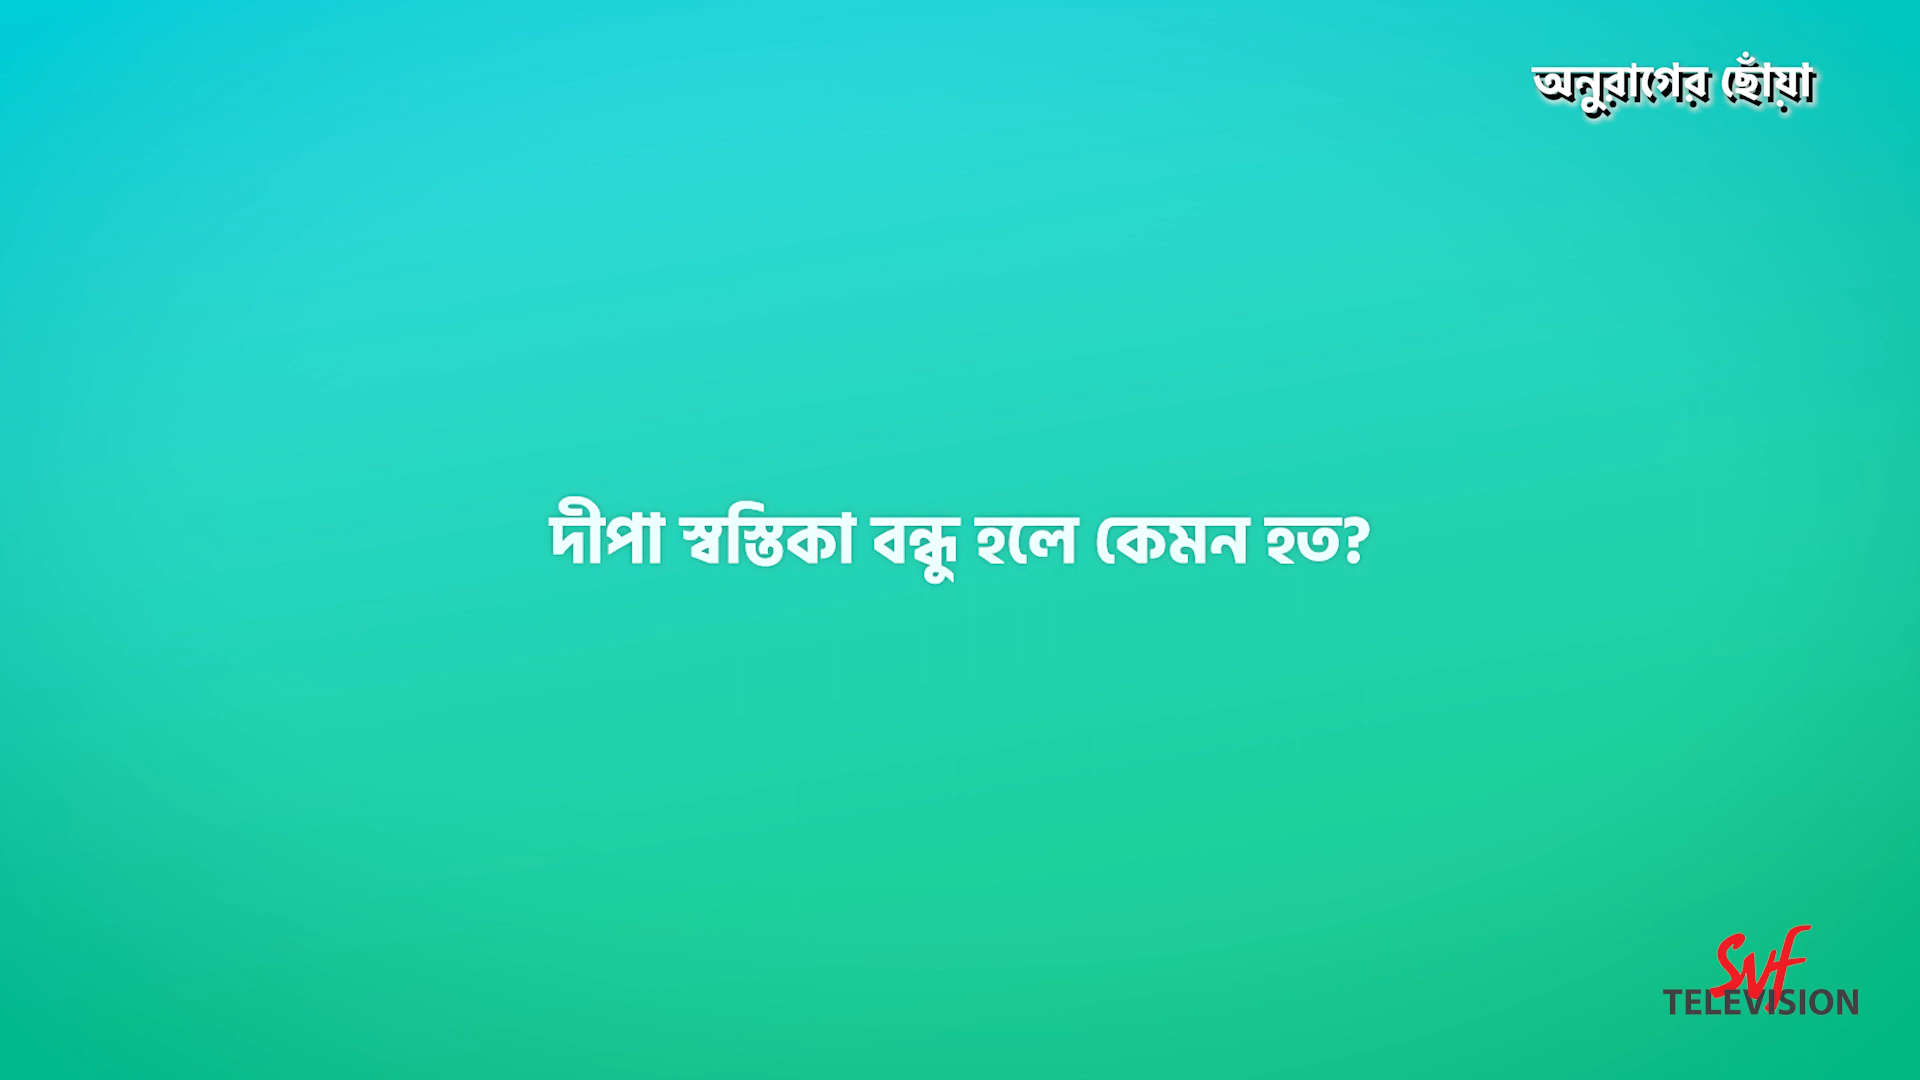 অনুরাগের ছোঁয়া
দীপা স্বস্তিকা বন্ধু হলে কেমন হত?
Svf
TELEVISION